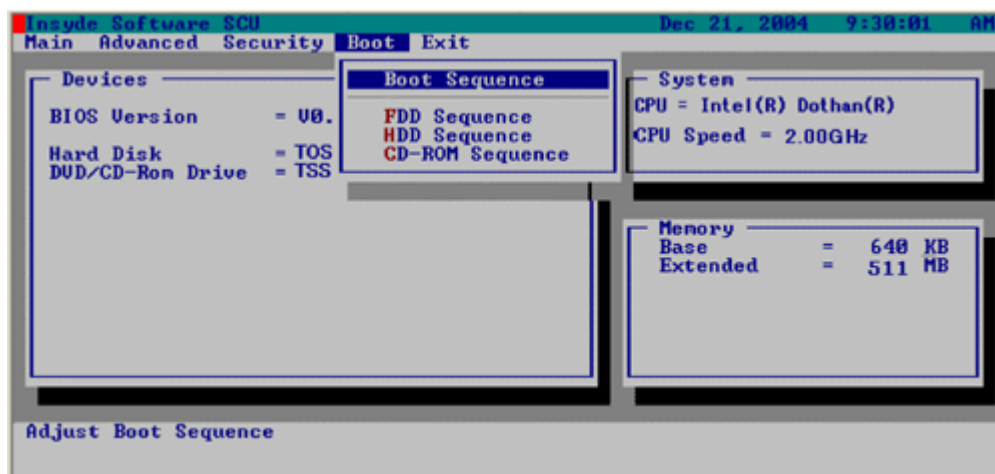 Insyde Software SCU Dec 21, 2004 9:30:01 AM
Main Advanced Security Boot Exit
Devices
BIOS Version = V0.
Hard Disk = TOS
DVD/CD-Rom Drive = TSS
Boot Sequence
FDD Sequence
HDD Sequence
CD-ROM Sequence
System
CPU = Intel(R) Dothan(R)
CPU Speed = 2.00GHz
Memory
Base = 640 KB
Extended = 511 MB
Adjust Boot Sequence